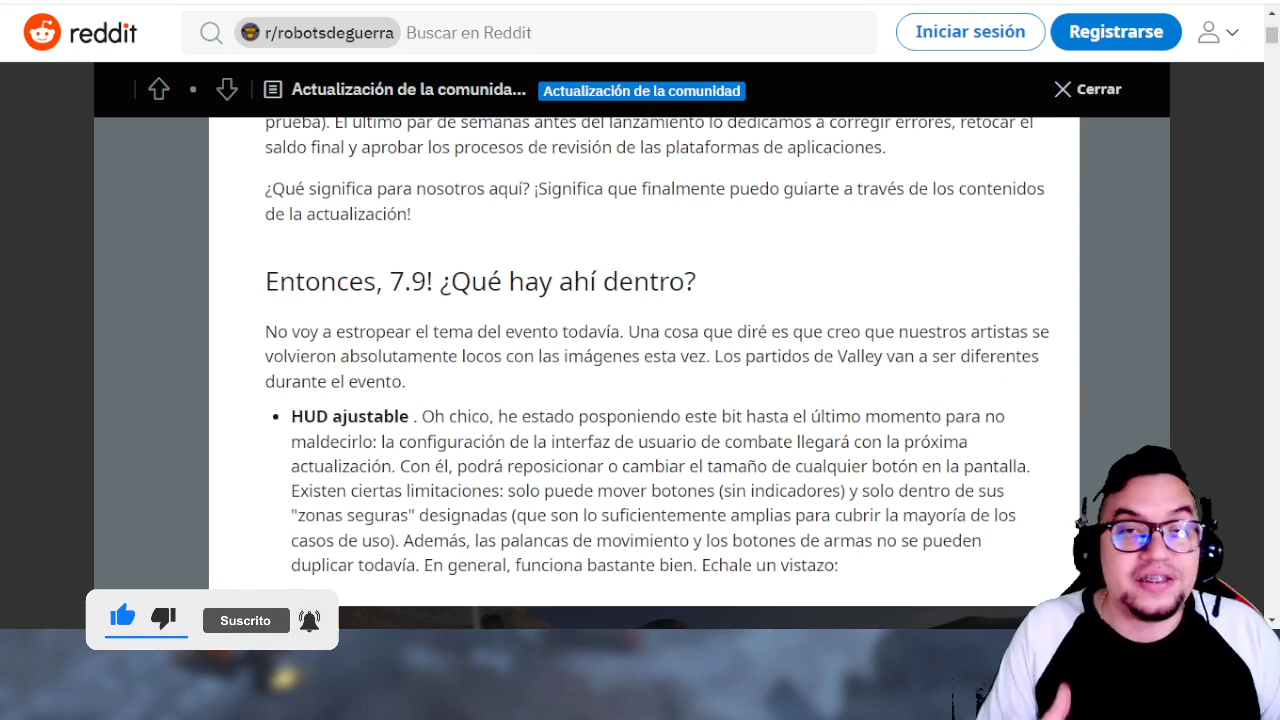 reddit
r/robotsdeguerra
Buscar en Reddit
Iniciar sesión
Registrarse
Actualización de la comunida...
Actualización de la comunidad
Cerrar
prueba). El último par de semanas antes del lanzamiento lo dedicamos a corregir errores, retocar el
saldo final y aprobar los procesos de revisión de las plataformas de aplicaciones.
¿Qué significa para nosotros aquí? ¡Significa que finalmente puedo guiarte a través de los contenidos
de la actualización!
Entonces, 7.9! ¿Qué hay ahí dentro?
No voy a estropear el tema del evento todavía. Una cosa que diré es que creo que nuestros artistas se
volvieron absolutamente locos con las imágenes esta vez. Los partidos de Valley van a ser diferentes
durante el evento.
• HUD ajustable . Oh chico, he estado posponiendo este bit hasta el último momento para no
maldecirlo: la configuración de la interfaz de usuario de combate llegará con la próxima
actualización. Con él, podrá reposicionar o cambiar el tamaño de cualquier botón en la pantalla.
Existen ciertas limitaciones: solo puede mover botones (sin indicadores) y solo dentro de sus
"zonas seguras" designadas (que son lo suficientemente amplias para cubrir la mayoría de los
casos de uso). Además, las palancas de movimiento y los botones de armas no se pueden
duplicar todavía. En general, funciona bastante bien. Echale un vistazo:
Suscrito